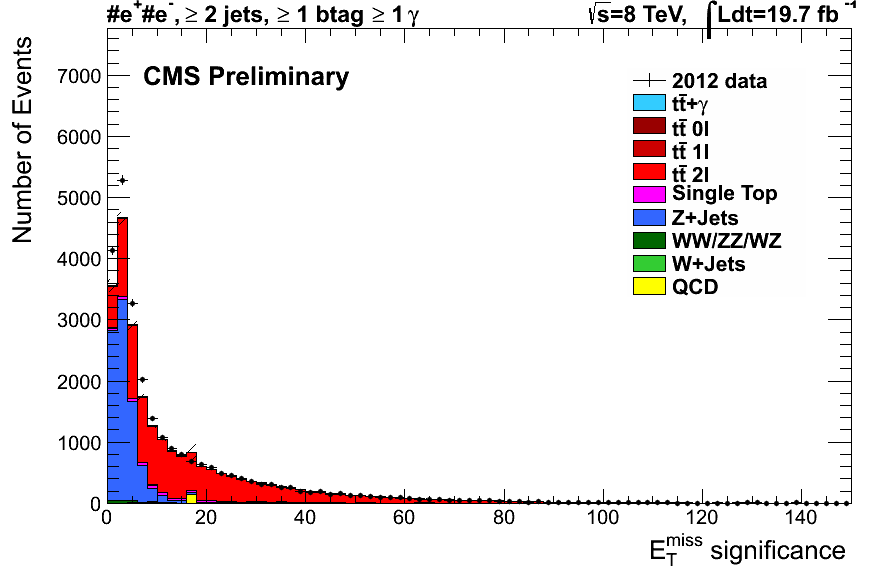 #e⁺#e⁻, ≥ 2 jets, ≥ 1 btag ≥ 1 γ √s=8 TeV, ∫Ldt=19.7 fb⁻¹
CMS Preliminary
2012 data
tt̄+γ
tt̄ 0l
tt̄ 1l
tt̄ 2l
Single Top
Z+Jets
WW/ZZ/WZ
W+Jets
QCD
Number of Events
7000
6000
5000
4000
3000
2000
1000
0
0 20 40 60 80 100 120 140
E_T^miss significance